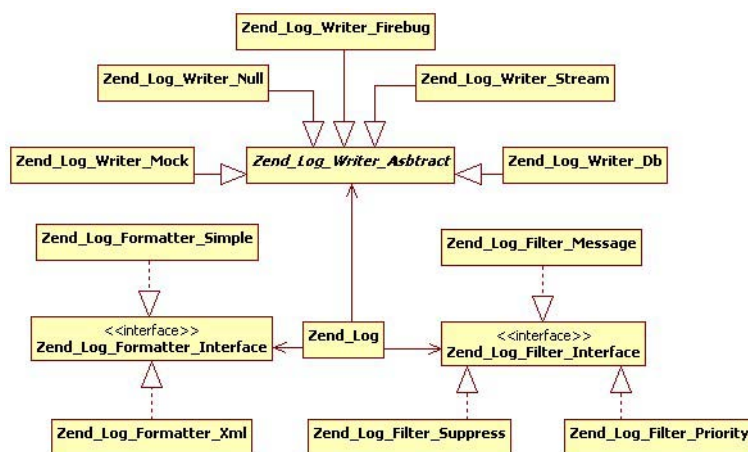 Zend_Log_Writer_Firebug
Zend_Log_Writer_Null
Zend_Log_Writer_Stream
Zend_Log_Writer_Mock
Zend_Log_Writer_Asbtract
Zend_Log_Writer_Db
Zend_Log_Formatter_Simple
Zend_Log_Filter_Message
<<interface>>
Zend_Log_Formatter_Interface
Zend_Log
<<interface>>
Zend_Log_Filter_Interface
Zend_Log_Formatter_Xml
Zend_Log_Filter_Suppress
Zend_Log_Filter_Priority